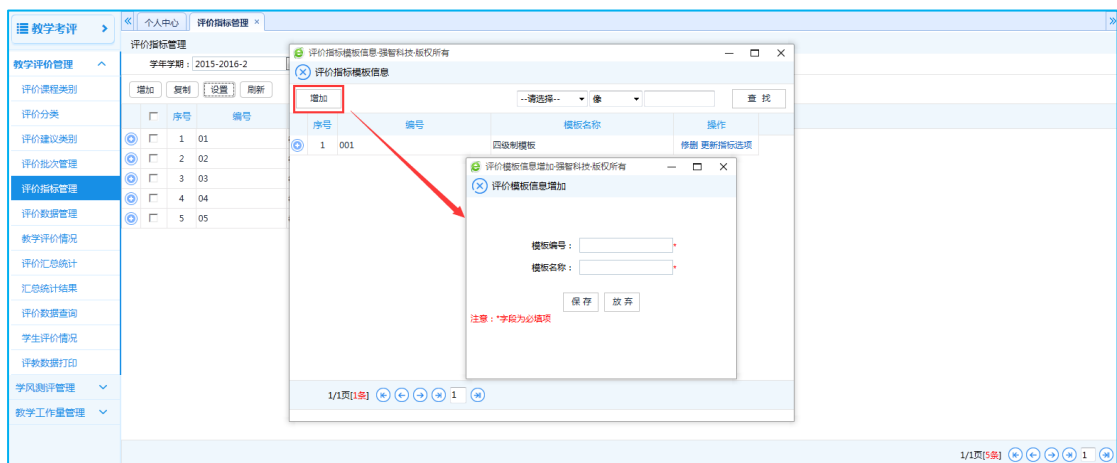 教学考评
个人中心 评价指标管理 ×
评价指标管理
教学评价管理
学年学期：2015-2016-2
评价课程类别
评价分类
评价建议类别
评价批次管理
评价指标管理
评价数据管理
教学评价情况
评价汇总统计
汇总统计结果
评价数据查询
学生评价情况
评教数据打印
学风测评管理
教学工作量管理
增加 复制 设置 刷新
序号 编号
1 01
2 02
3 03
4 04
5 05
评价指标模板信息-强智科技-版权所有
评价指标模板信息
增加 --请选择-- 像 查 找
序号 编号 模板名称 操作
1 001 四级制模板 修删 更新指标选项
评价模板信息增加-强智科技-版权所有
评价模板信息增加
模板编号： *
模板名称： *
保 存 放 弃
注意：*字段为必填项
1/1页[1条] 1
1/1页[5条] 1